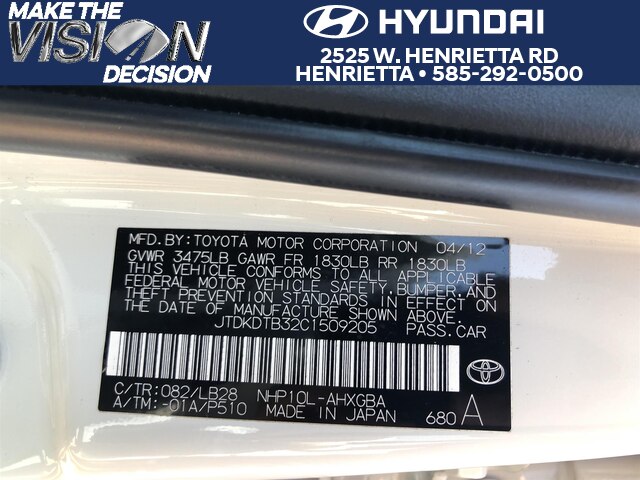 MAKE THE
VISION
DECISION
HYUNDAI
2525 W. HENRIETTA RD
HENRIETTA • 585-292-0500
MFD.BY:TOYOTA MOTOR CORPORATION 04/12
GVWR 3475LB GAWR FR 1830LB RR 1830LB
THIS VEHICLE CONFORMS TO ALL APPLICABLE
FEDERAL MOTOR VEHICLE SAFETY,BUMPER,AND
THEFT PREVENTION STANDARDS IN EFFECT ON
THE DATE OF MANUFACTURE SHOWN ABOVE.
JTDKDTB32C1509205 PASS.CAR
C/TR:082/LB28 NHP10L-AHXGBA
A/TM:-01A/P510 MADE IN JAPAN 680 A